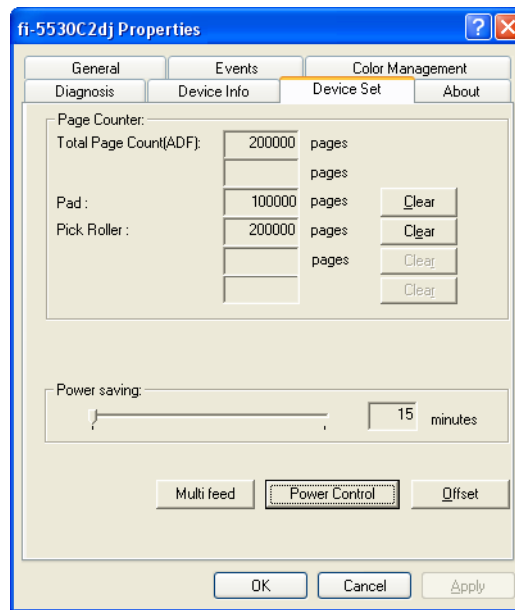 fi-5530C2dj Properties
General Events Color Management
Diagnosis Device Info Device Set About
Page Counter:
Total Page Count(ADF): 200000 pages
pages
Pad : 100000 pages Clear
Pick Roller : 200000 pages Clear
pages Clear
Clear
Power saving:
15 minutes
Multi feed Power Control Offset
OK Cancel Apply